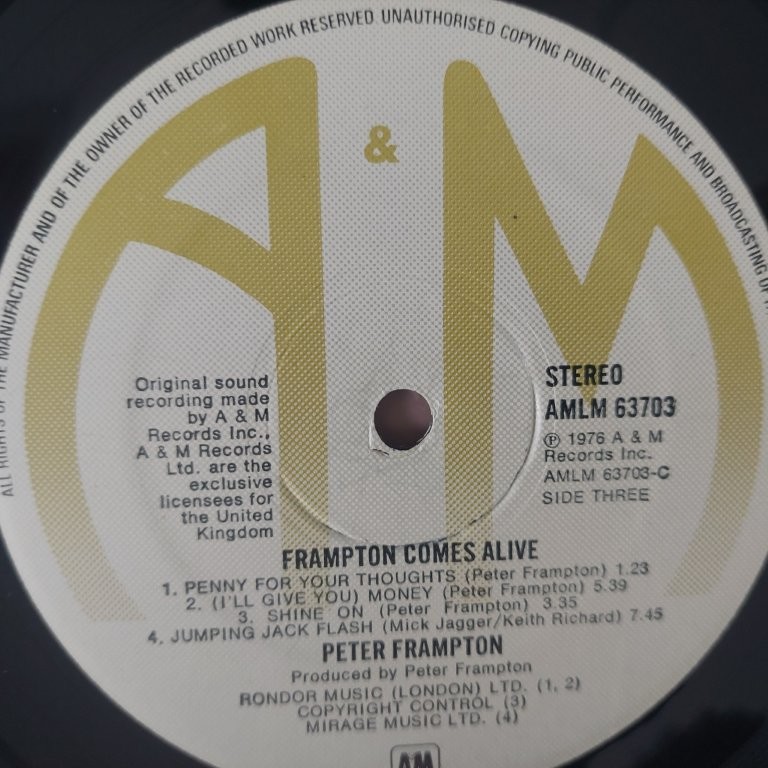 ALL RIGHTS OF THE MANUFACTURER AND OF THE OWNER OF THE RECORDED WORK RESERVED UNAUTHORISED COPYING PUBLIC PERFORMANCE AND BROADCASTING OF
A & M
Original sound
recording made
by A & M
Records Inc.,
A & M Records
Ltd. are the
exclusive
licensees for
the United
Kingdom
STEREO
AMLM 63703
℗ 1976 A & M
Records Inc.
AMLM 63703-C
SIDE THREE
FRAMPTON COMES ALIVE
1. PENNY FOR YOUR THOUGHTS (Peter Frampton) 1.23
2. (I'LL GIVE YOU) MONEY (Peter Frampton) 5.39
3. SHINE ON (Peter Frampton) 3.35
4. JUMPING JACK FLASH (Mick Jagger/Keith Richard) 7.45
PETER FRAMPTON
Produced by Peter Frampton
RONDOR MUSIC (LONDON) LTD. (1, 2)
COPYRIGHT CONTROL (3)
MIRAGE MUSIC LTD. (4)
AM